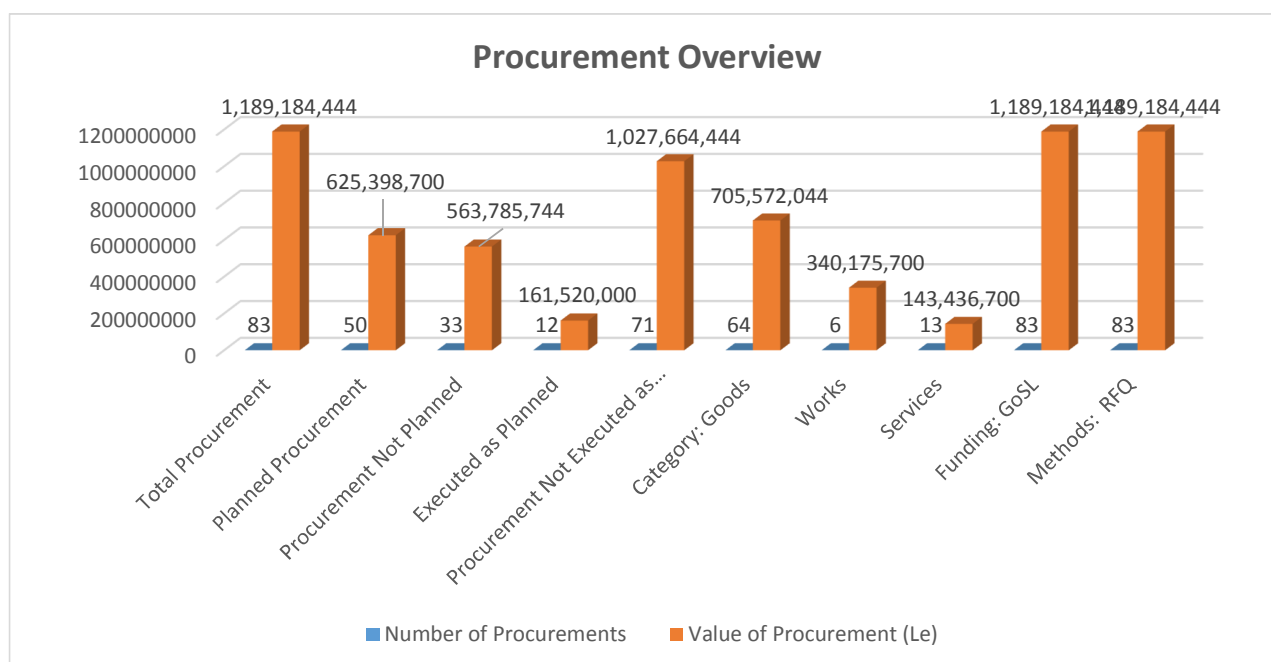 Procurement Overview
1,189,184,444
1,189,184,444
1,189,184,444
1,027,664,444
625,398,700
563,785,744
705,572,044
340,175,700
161,520,000
143,436,700
1200000000
1000000000
800000000
600000000
400000000
200000000
0
83
50
33
12
71
64
6
13
83
83
Total Procurement
Planned Procurement
Procurement Not Planned
Executed as Planned
Procurement Not Executed as...
Category: Goods
Works
Services
Funding: GoSL
Methods:  RFQ
Number of Procurements
Value of Procurement (Le)